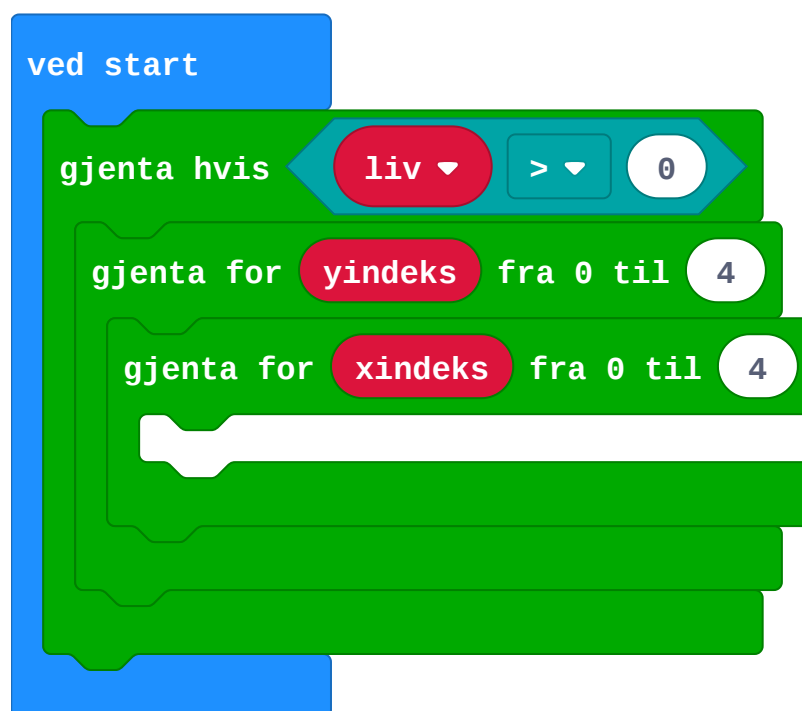 ved start
gjenta hvis liv > 0
gjenta for yindeks fra 0 til 4
gjenta for xindeks fra 0 til 4